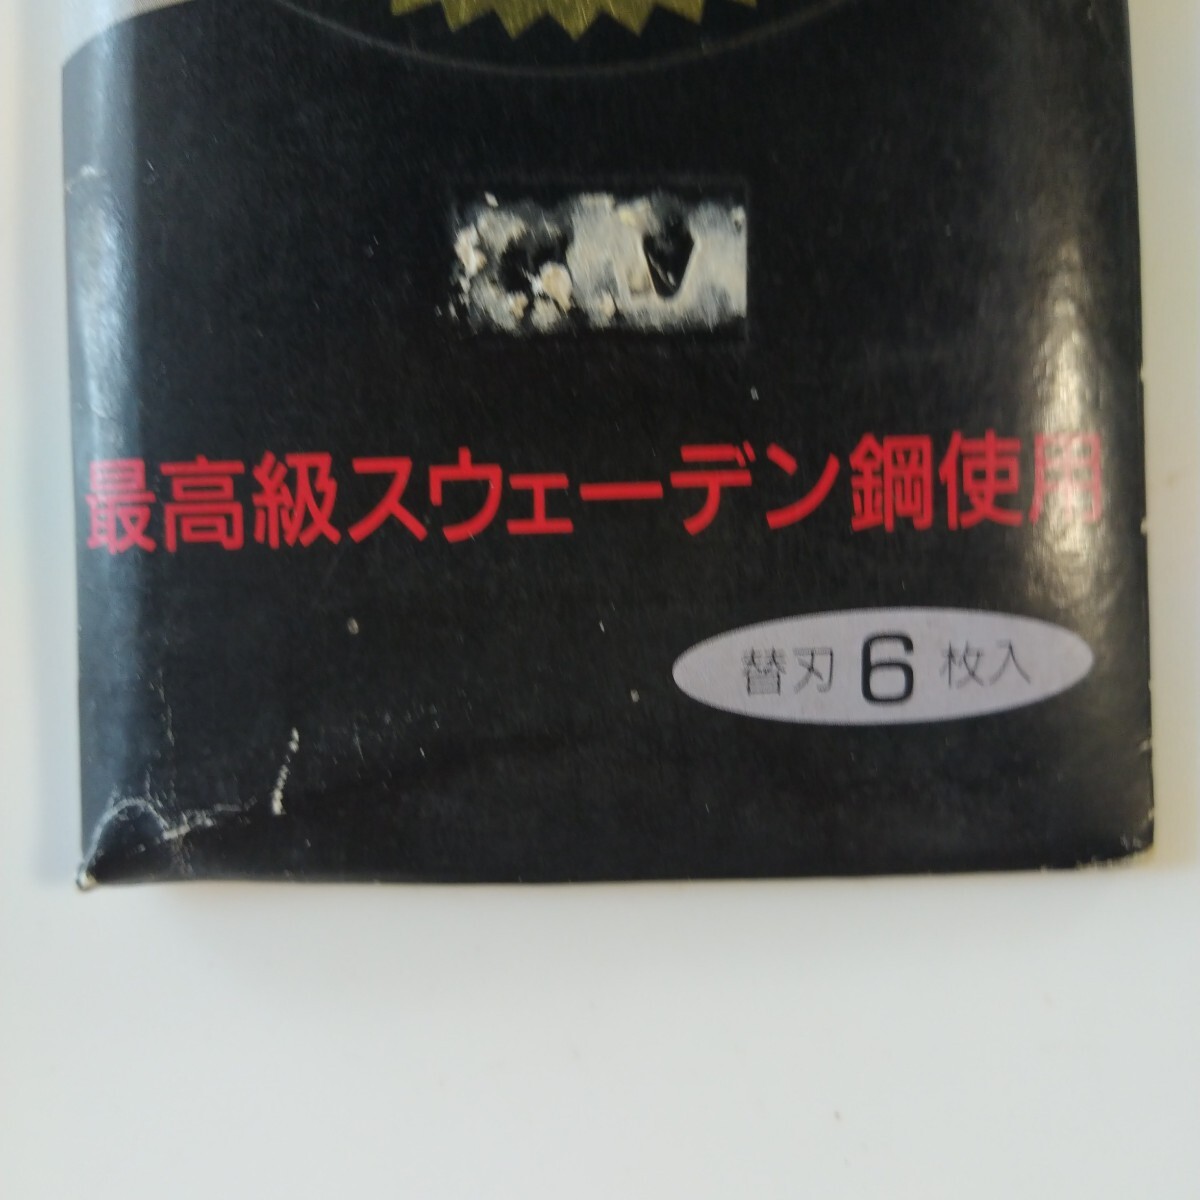 最高級スウェーデン鋼使用
替刃 6 枚入